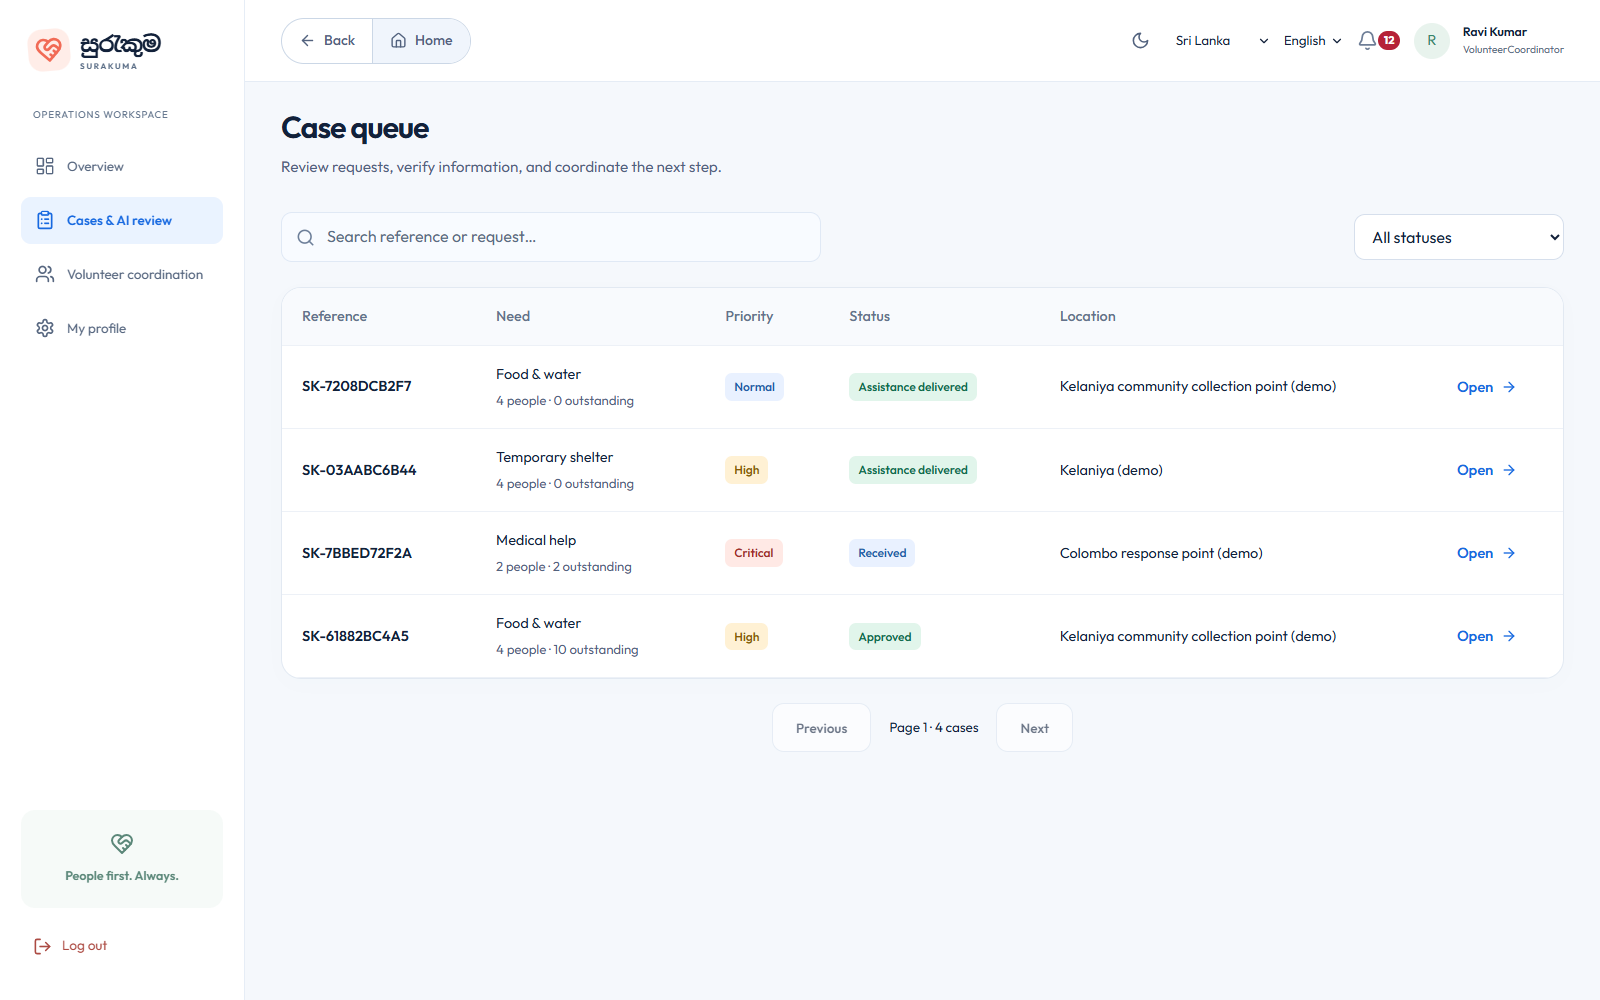 සුරැකුම
SURAKUMA
OPERATIONS WORKSPACE
Overview
Cases & AI review
Volunteer coordination
My profile
People first. Always.
Log out
Back
Home
Sri Lanka
English
12
R
Ravi Kumar
VolunteerCoordinator
Case queue
Review requests, verify information, and coordinate the next step.
Search reference or request...
All statuses
Reference Need Priority Status Location
SK-7208DCB2F7 Food & water Normal Assistance delivered Kelaniya community collection point (demo) Open
4 people · 0 outstanding
SK-03AABC6B44 Temporary shelter High Assistance delivered Kelaniya (demo) Open
4 people · 0 outstanding
SK-7BBED72F2A Medical help Critical Received Colombo response point (demo) Open
2 people · 2 outstanding
SK-61882BC4A5 Food & water High Approved Kelaniya community collection point (demo) Open
4 people · 10 outstanding
Previous
Page 1 · 4 cases
Next